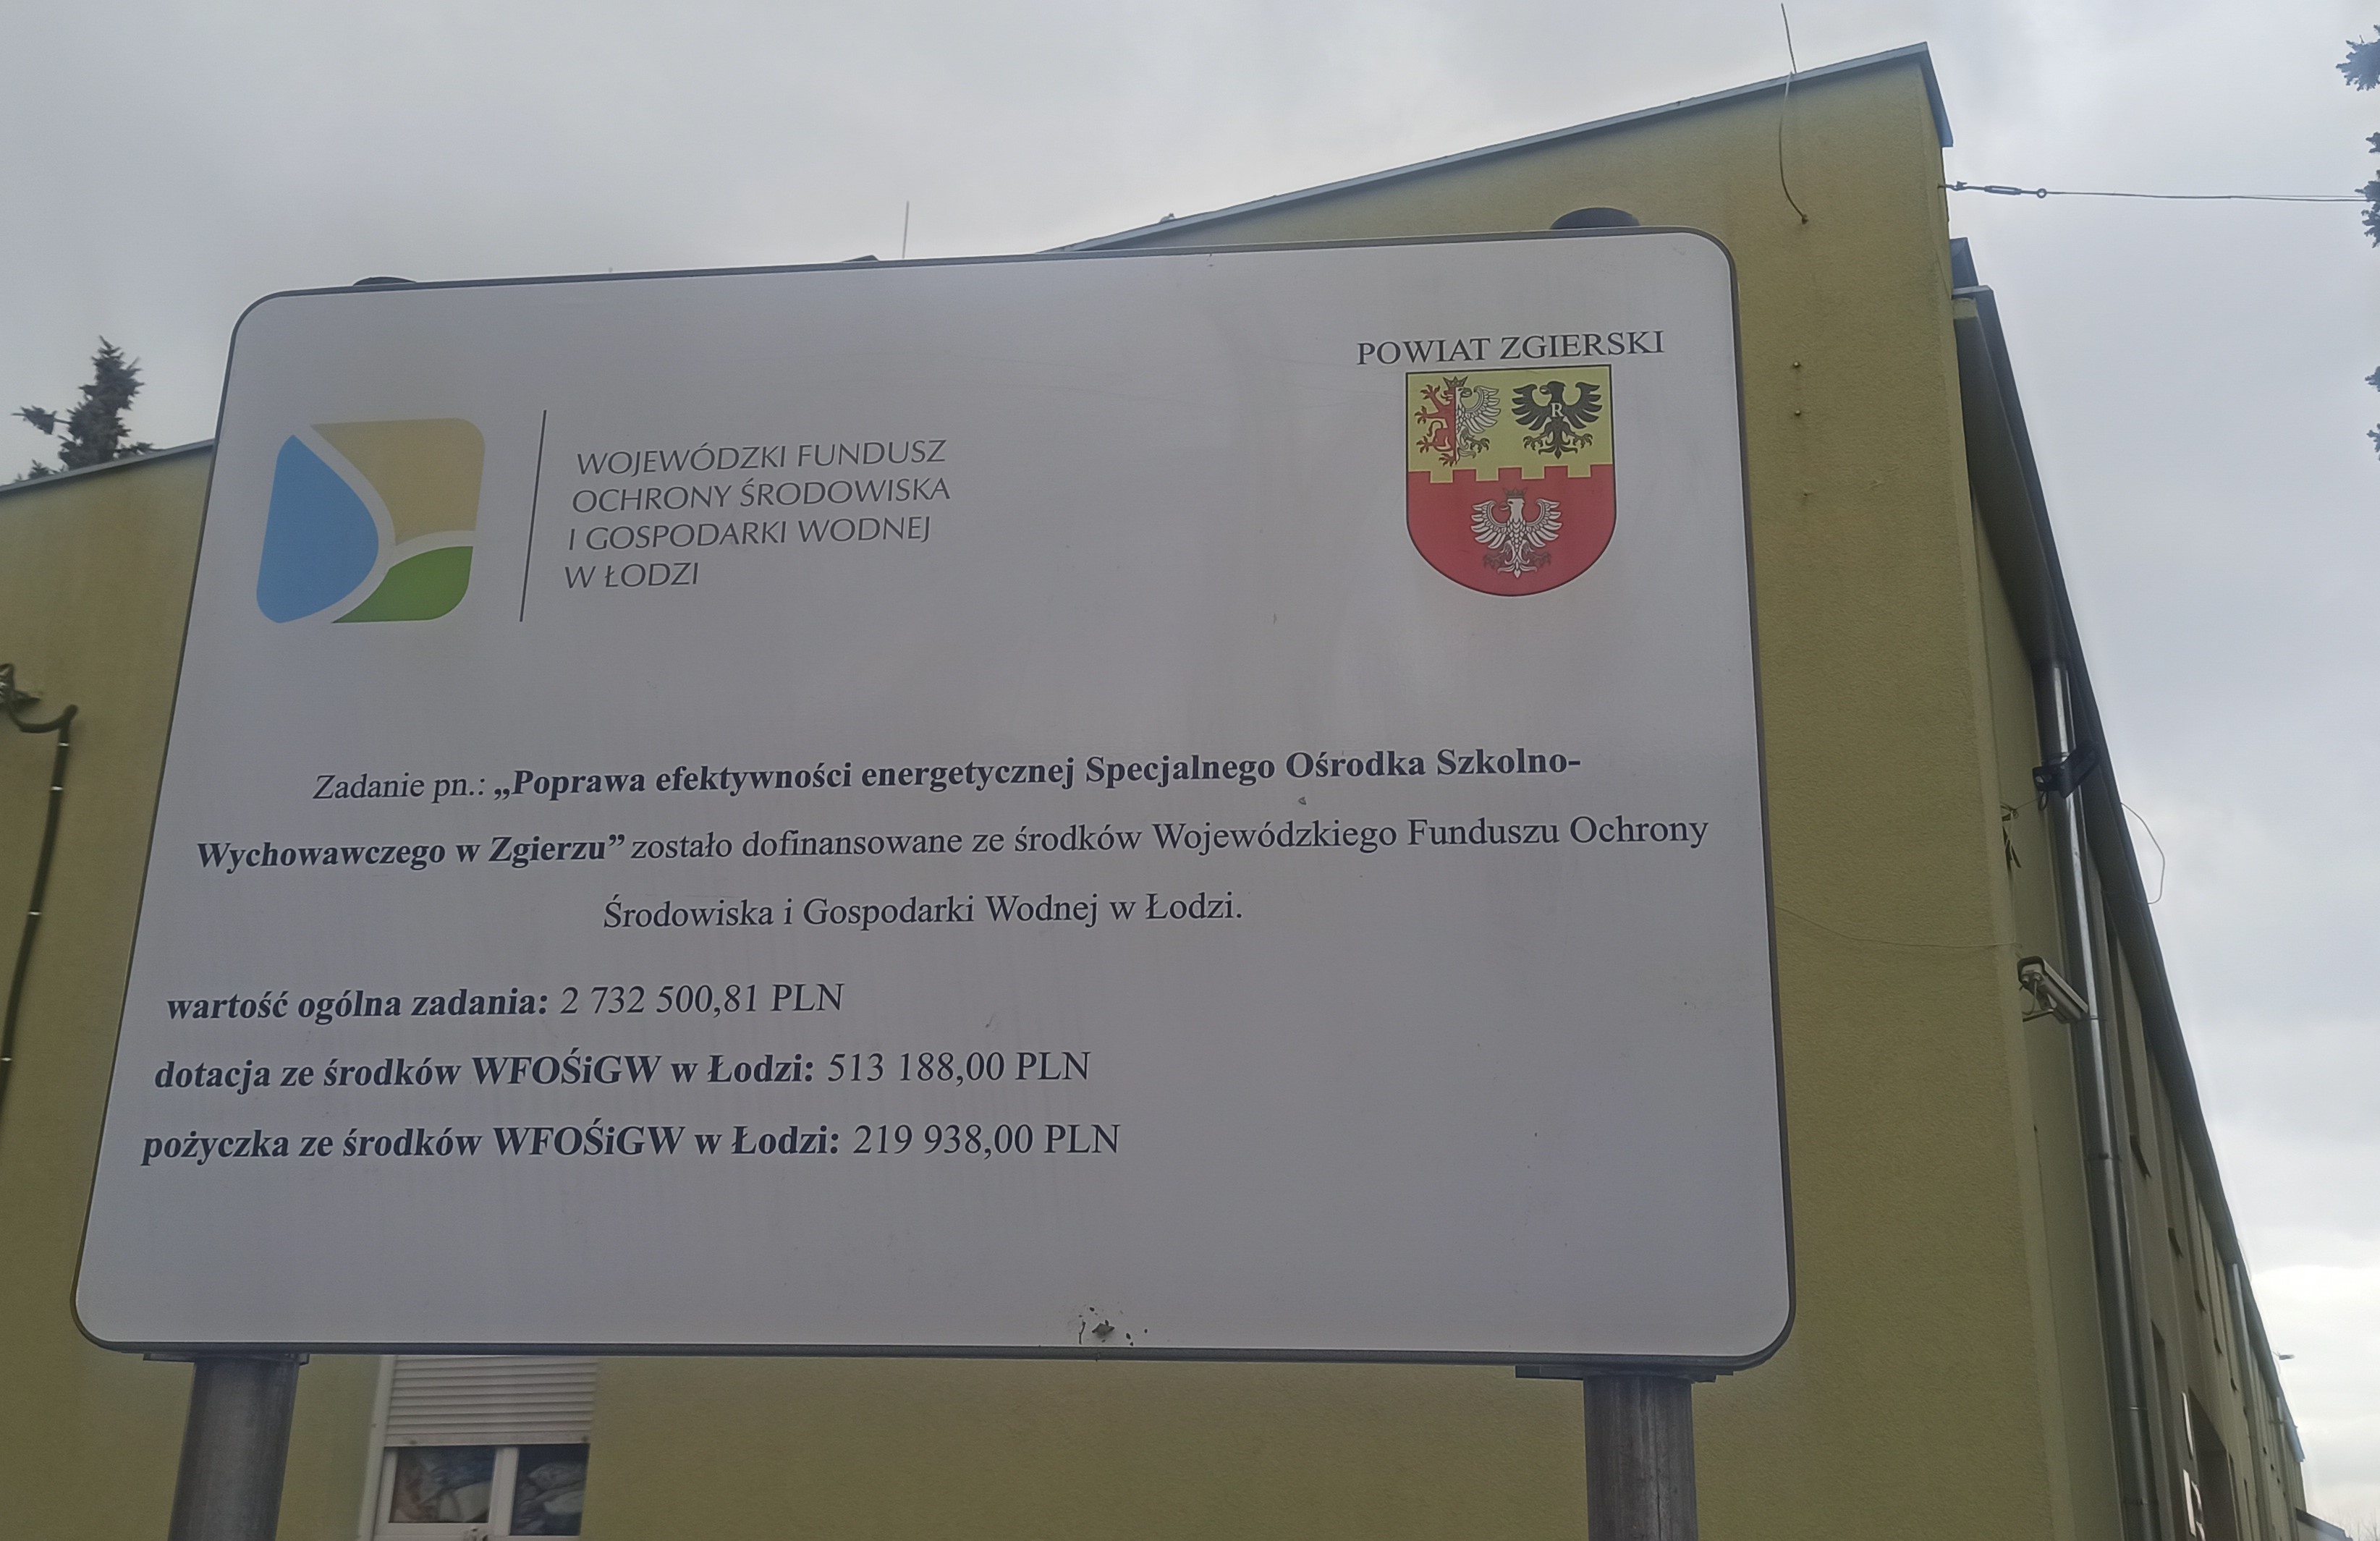 POWIAT ZGIERSKI
R
WOJEWÓDZKI FUNDUSZ
OCHRONY ŚRODOWISKA
I GOSPODARKI WODNEJ
W ŁODZI
Zadanie pn.: „Poprawa efektywności energetycznej Specjalnego Ośrodka Szkolno-
Wychowawczego w Zgierzu” zostało dofinansowane ze środków Wojewódzkiego Funduszu Ochrony
Środowiska i Gospodarki Wodnej w Łodzi.
wartość ogólna zadania: 2 732 500,81 PLN
dotacja ze środków WFOŚiGW w Łodzi: 513 188,00 PLN
pożyczka ze środków WFOŚiGW w Łodzi: 219 938,00 PLN